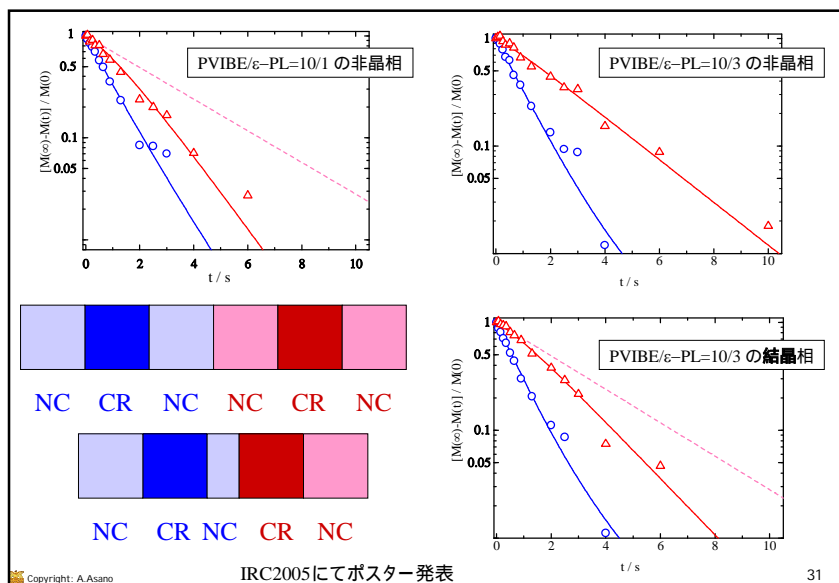 PVIBE/ε−PL=10/1 の非晶相
[M(∞)-M(t)] / M(0)
1
0.5
0.1
0.05
0 2 4 6 8 10
t / s
PVIBE/ε−PL=10/3 の非晶相
[M(∞)-M(t)] / M(0)
1
0.5
0.1
0.05
0 2 4 6 8 10
t / s
NC CR NC NC CR NC
NC CR NC CR NC
PVIBE/ε−PL=10/3 の結晶相
[M(∞)-M(t)] / M(0)
1
0.5
0.1
0.05
0 2 4 6 8 10
t / s
Copyright: A.Asano
IRC2005にてポスター発表
31